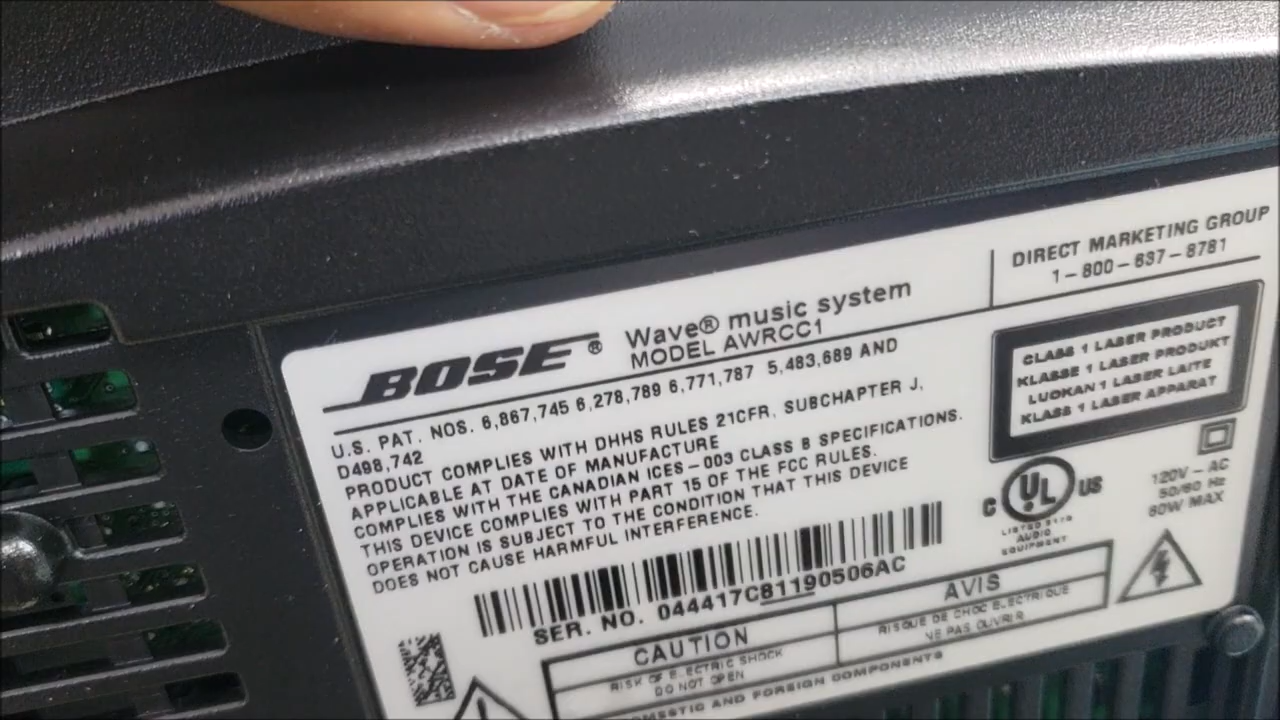 BOSE®
Wave® music system
MODEL AWRCC1
DIRECT MARKETING GROUP
1-800-637-8781
U.S. PAT. NOS. 6,867,745 6,278,789 6,771,787 5,483,689 AND
D498,742
PRODUCT COMPLIES WITH DHHS RULES 21CFR, SUBCHAPTER J,
APPLICABLE AT DATE OF MANUFACTURE
COMPLIES WITH THE CANADIAN ICES-003 CLASS B SPECIFICATIONS.
THIS DEVICE COMPLIES WITH PART 15 OF THE FCC RULES.
OPERATION IS SUBJECT TO THE CONDITION THAT THIS DEVICE
DOES NOT CAUSE HARMFUL INTERFERENCE.
CLASS 1 LASER PRODUCT
KLASSE 1 LASER PRODUKT
LUOKAN 1 LASER LAITE
KLASS 1 LASER APPARAT
C UL US
LISTED
AUDIO
EQUIPMENT
120V - AC
50/60 Hz
60W MAX
SER. NO. 044417C81190506AC
CAUTION
RISK OF ELECTRIC SHOCK
DO NOT OPEN
AVIS
RISQUE DE CHOC ELECTRIQUE
NE PAS OUVRIR
DOMESTIC AND FOREIGN COMPONENTS